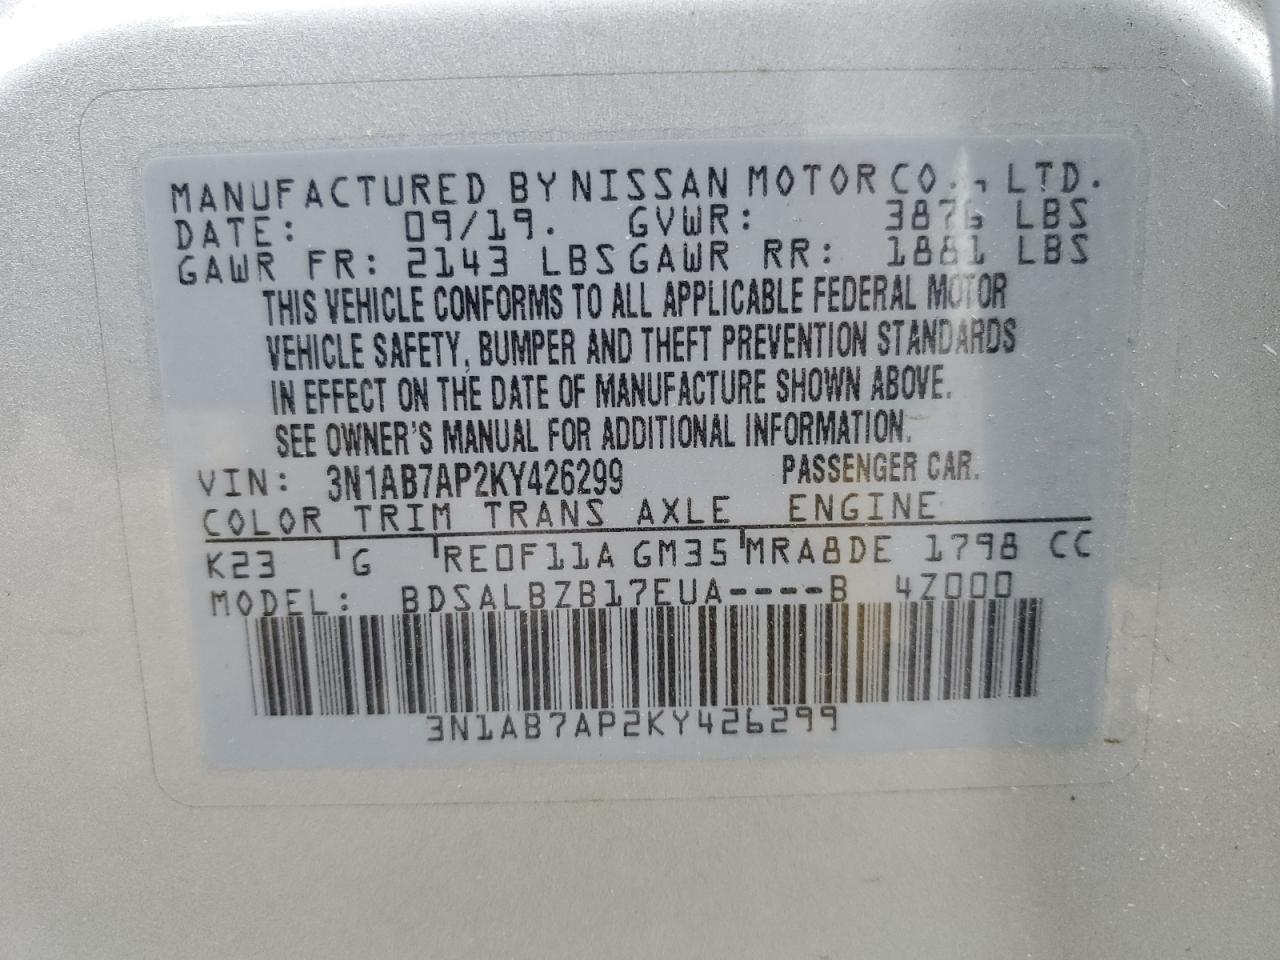 MANUFACTURED BY NISSAN MOTOR CO., LTD.
DATE: 09/19. GVWR: 3876 LBS
GAWR FR: 2143 LBS GAWR RR: 1881 LBS
THIS VEHICLE CONFORMS TO ALL APPLICABLE FEDERAL MOTOR
VEHICLE SAFETY, BUMPER AND THEFT PREVENTION STANDARDS
IN EFFECT ON THE DATE OF MANUFACTURE SHOWN ABOVE.
SEE OWNER'S MANUAL FOR ADDITIONAL INFORMATION.
VIN: 3N1AB7AP2KY426299 PASSENGER CAR.
COLOR TRIM TRANS AXLE ENGINE
K23 G RE0F11A GM35 MRA8DE 1798 CC
MODEL: BDSALBZB17EUA----B 4Z000
3N1AB7AP2KY426299